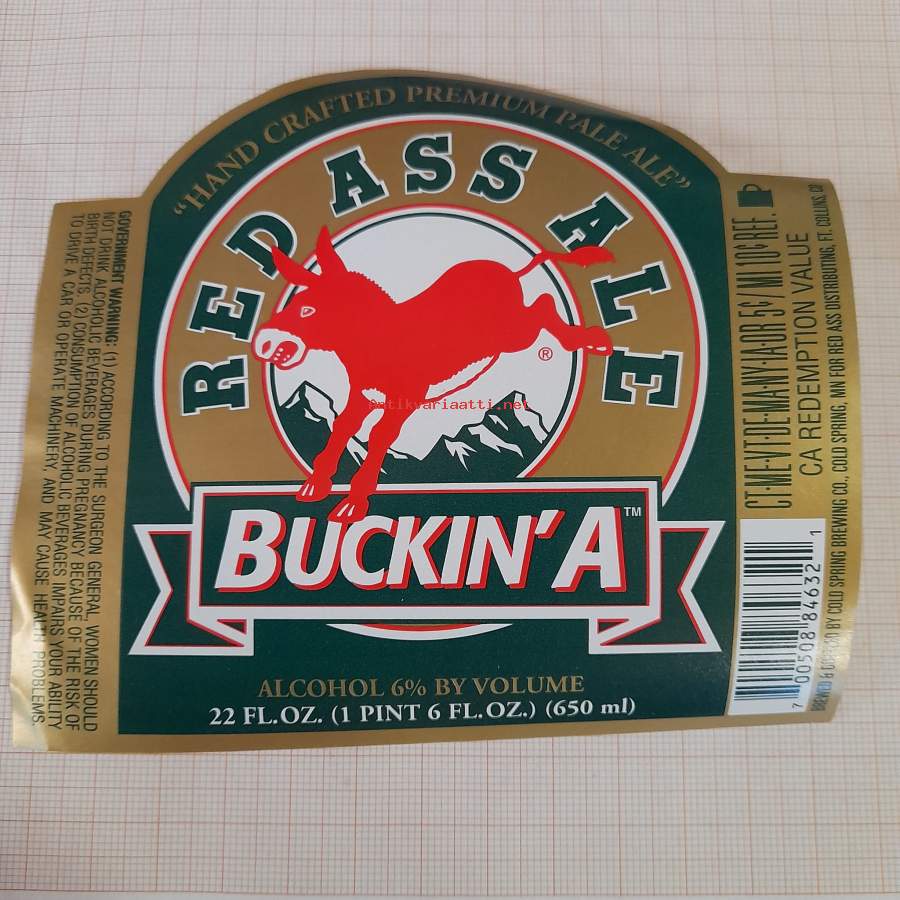 "HAND CRAFTED PREMIUM PALE ALE"
RED ASS ALE
®
Antikvariaatti.net
BUCKIN'A™
ALCOHOL 6% BY VOLUME
22 FL.OZ. (1 PINT 6 FL.OZ.) (650 ml)
GOVERNMENT WARNING: (1) ACCORDING TO THE SURGEON GENERAL, WOMEN SHOULD
NOT DRINK ALCOHOLIC BEVERAGES DURING PREGNANCY BECAUSE OF THE RISK OF
BIRTH DEFECTS. (2) CONSUMPTION OF ALCOHOLIC BEVERAGES IMPAIRS YOUR ABILITY
TO DRIVE A CAR OR OPERATE MACHINERY, AND MAY CAUSE HEALTH PROBLEMS.
CT·ME·VT·DE·MA·NY·IA·OR 5¢ / MI 10¢ REF.
CA REDEMPTION VALUE
7 00508 84632 1
BREWED & BOTTLED BY COLD SPRING BREWING CO., COLD SPRING, MN FOR RED ASS DISTRIBUTING, FT. COLLINS, CO